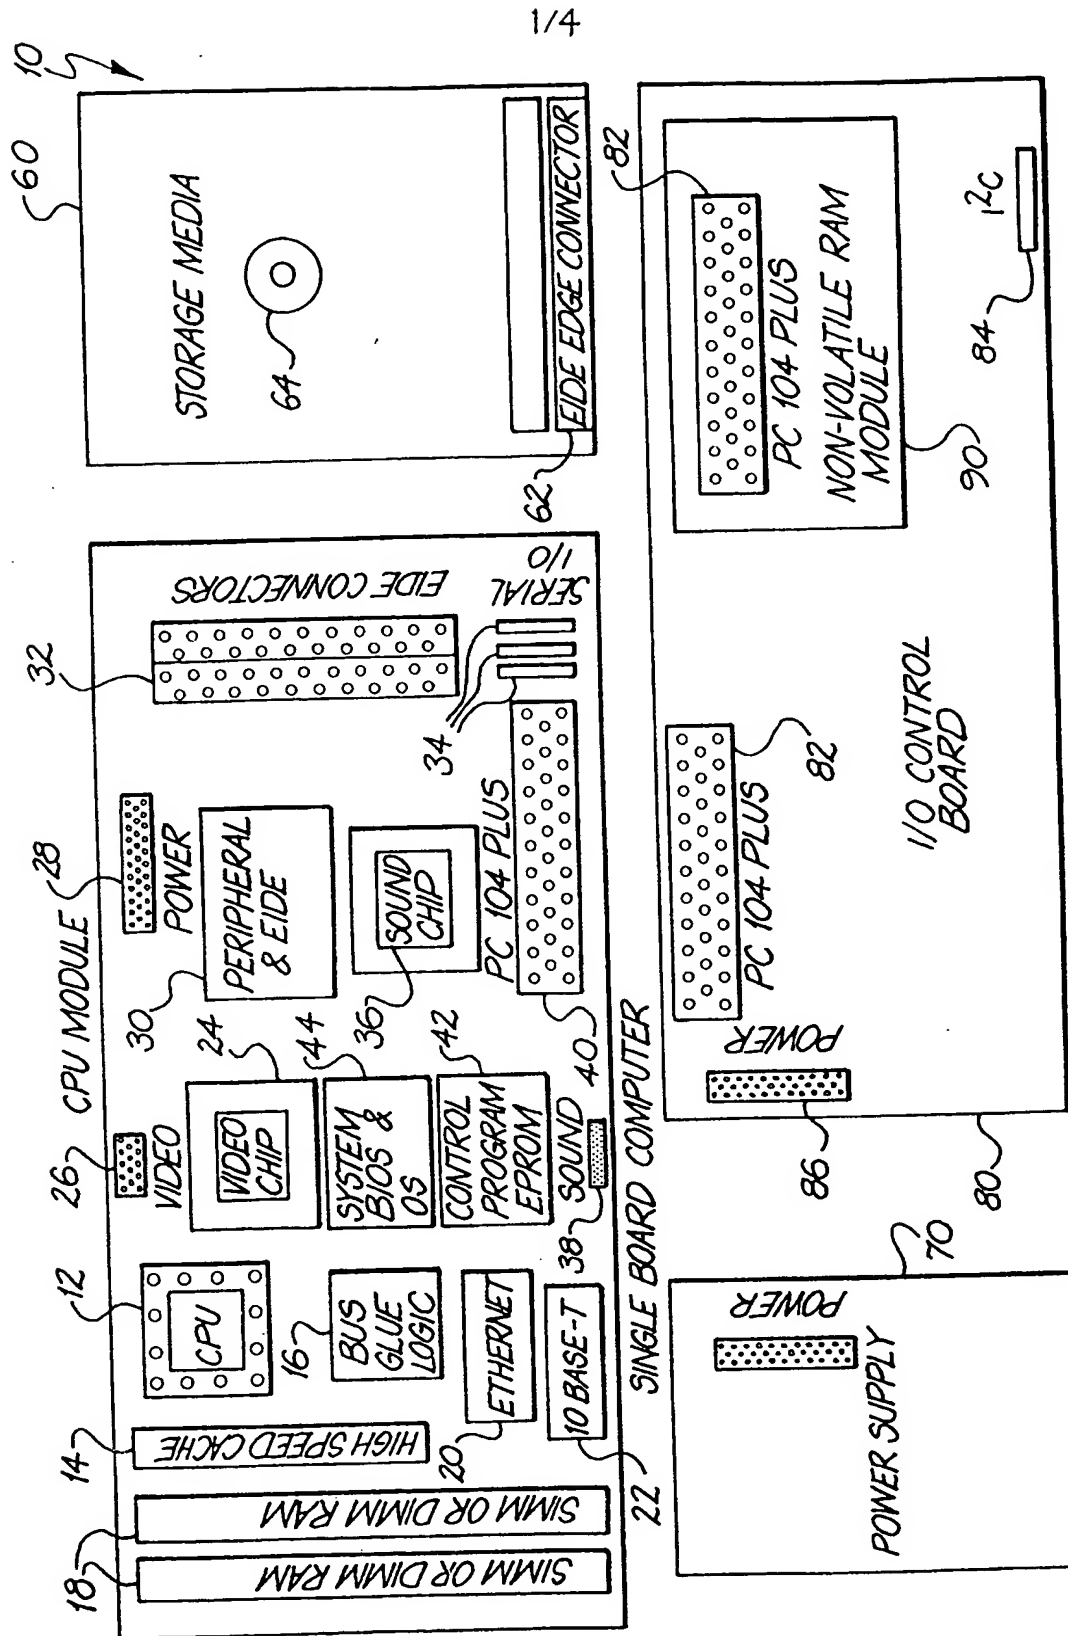 1/4
10
60
STORAGE MEDIA
64
EIDE EDGE CONNECTOR
62
CPU MODULE
18
SIMM OR DIMM RAM
SIMM OR DIMM RAM
14
HIGH SPEED CACHE
12
CPU
16
BUS
GLUE
LOGIC
20
ETHERNET
22
10 BASE-T
26
VIDEO
24
VIDEO
CHIP
44
SYSTEM
BIOS &
OS
42
CONTROL
PROGRAM
EPROM
38
SOUND
28
POWER
30
PERIPHERAL
& EIDE
36
SOUND
CHIP
40
PC 104 PLUS
32
EIDE CONNECTORS
34
SERIAL
I/O
SINGLE BOARD COMPUTER
70
POWER
POWER SUPPLY
80
86
POWER
82
PC 104 PLUS
I/O CONTROL
BOARD
82
PC 104 PLUS
NON-VOLATILE RAM
MODULE
90
84
I2C